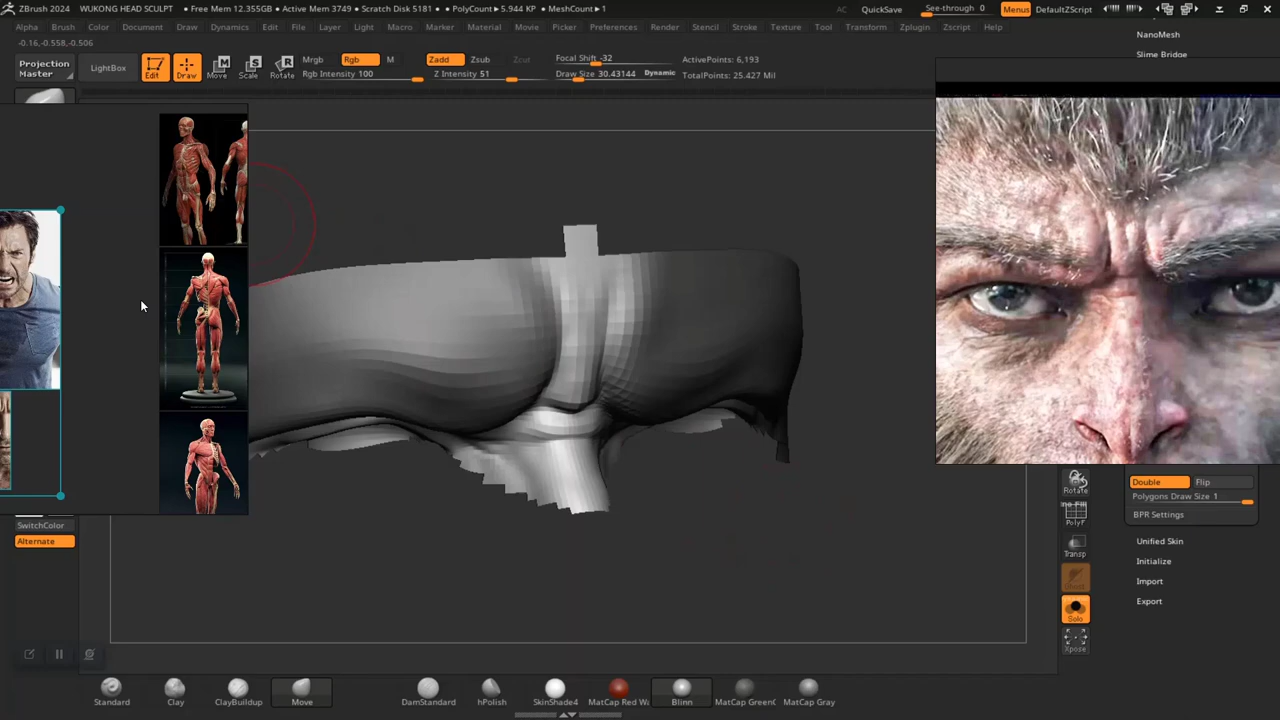 ZBrush 2024 WUKONG HEAD SCULPT • Free Mem 12.355GB • Active Mem 3749 • Scratch Disk 5181 • PolyCount▸5.944 KP • MeshCount▸1 AC QuickSave See-through 0 Menus DefaultZScript
Alpha Brush Color Document Draw Dynamics Edit File Layer Light Macro Marker Material Movie Picker Preferences Render Stencil Stroke Texture Tool Transform Zplugin Zscript Help
-0.16,-0.558,-0.506
NanoMesh
Slime Bridge
Projection Master LightBox Edit Draw Move Scale Rotate
Mrgb Rgb M Zadd Zsub Zcut Focal Shift -32 ActivePoints: 6,193
Rgb Intensity 100 Z Intensity 51 Draw Size 30.43144 Dynamic TotalPoints: 25.427 Mil
Rotate
PolyF
Transp
Ghost
Solo
Xpose
Double Flip
Polygons Draw Size 1
BPR Settings
Unified Skin
Initialize
Import
Export
SwitchColor
Alternate
Standard Clay ClayBuildup Move DamStandard hPolish SkinShade4 MatCap Red Wa Blinn MatCap GreenC MatCap Gray